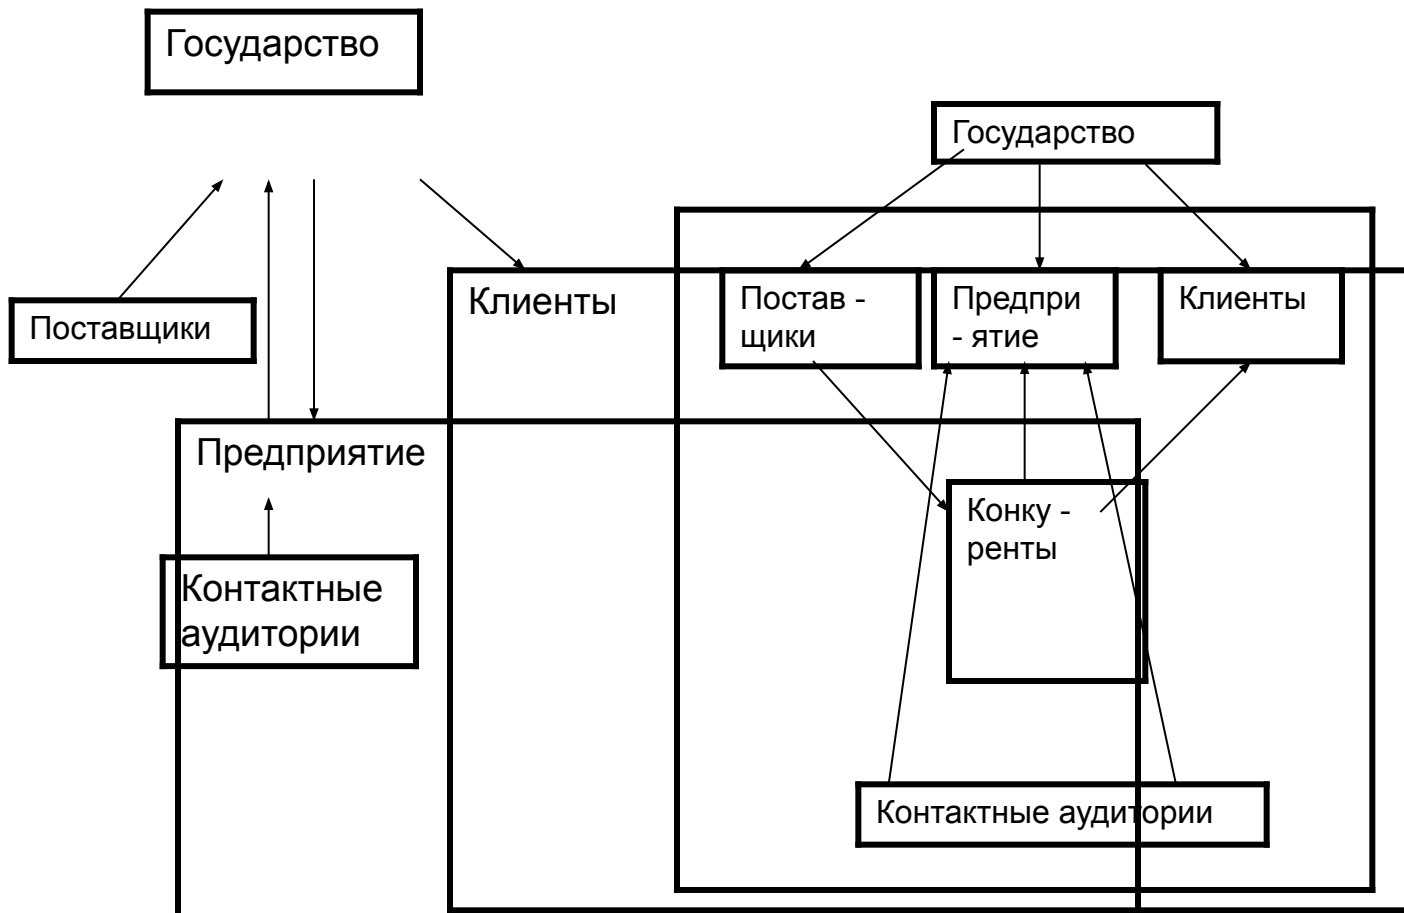 Государство
Государство
Поставщики
Клиенты
Постав -
щики
Предпри
- ятие
Клиенты
Предприятие
Конку -
ренты
Контактные
аудитории
Контактные аудитории